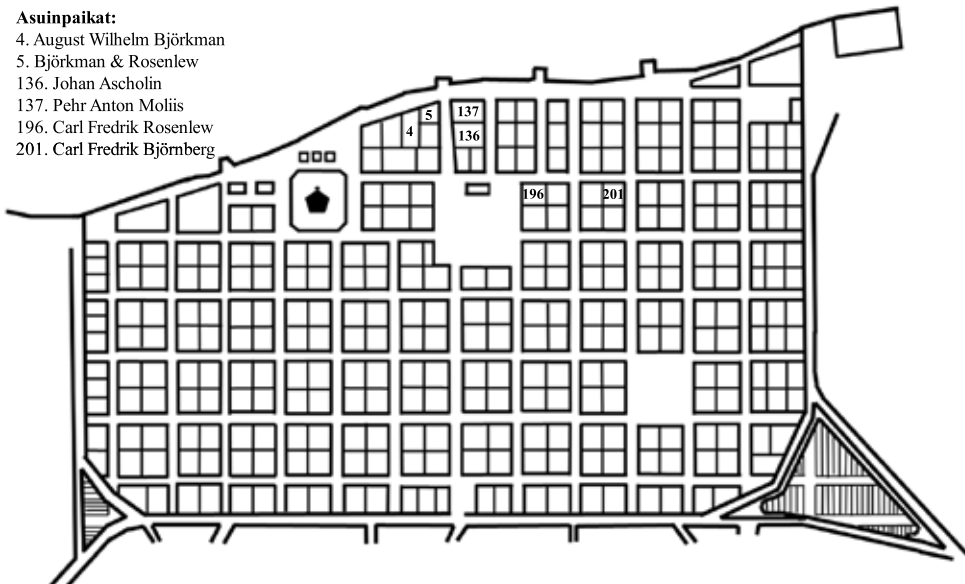 Asuinpaikat:
4. August Wilhelm Björkman
5. Björkman & Rosenlew
136. Johan Ascholin
137. Pehr Anton Moliis
196. Carl Fredrik Rosenlew
201. Carl Fredrik Björnberg
5
137
4
136
196
201